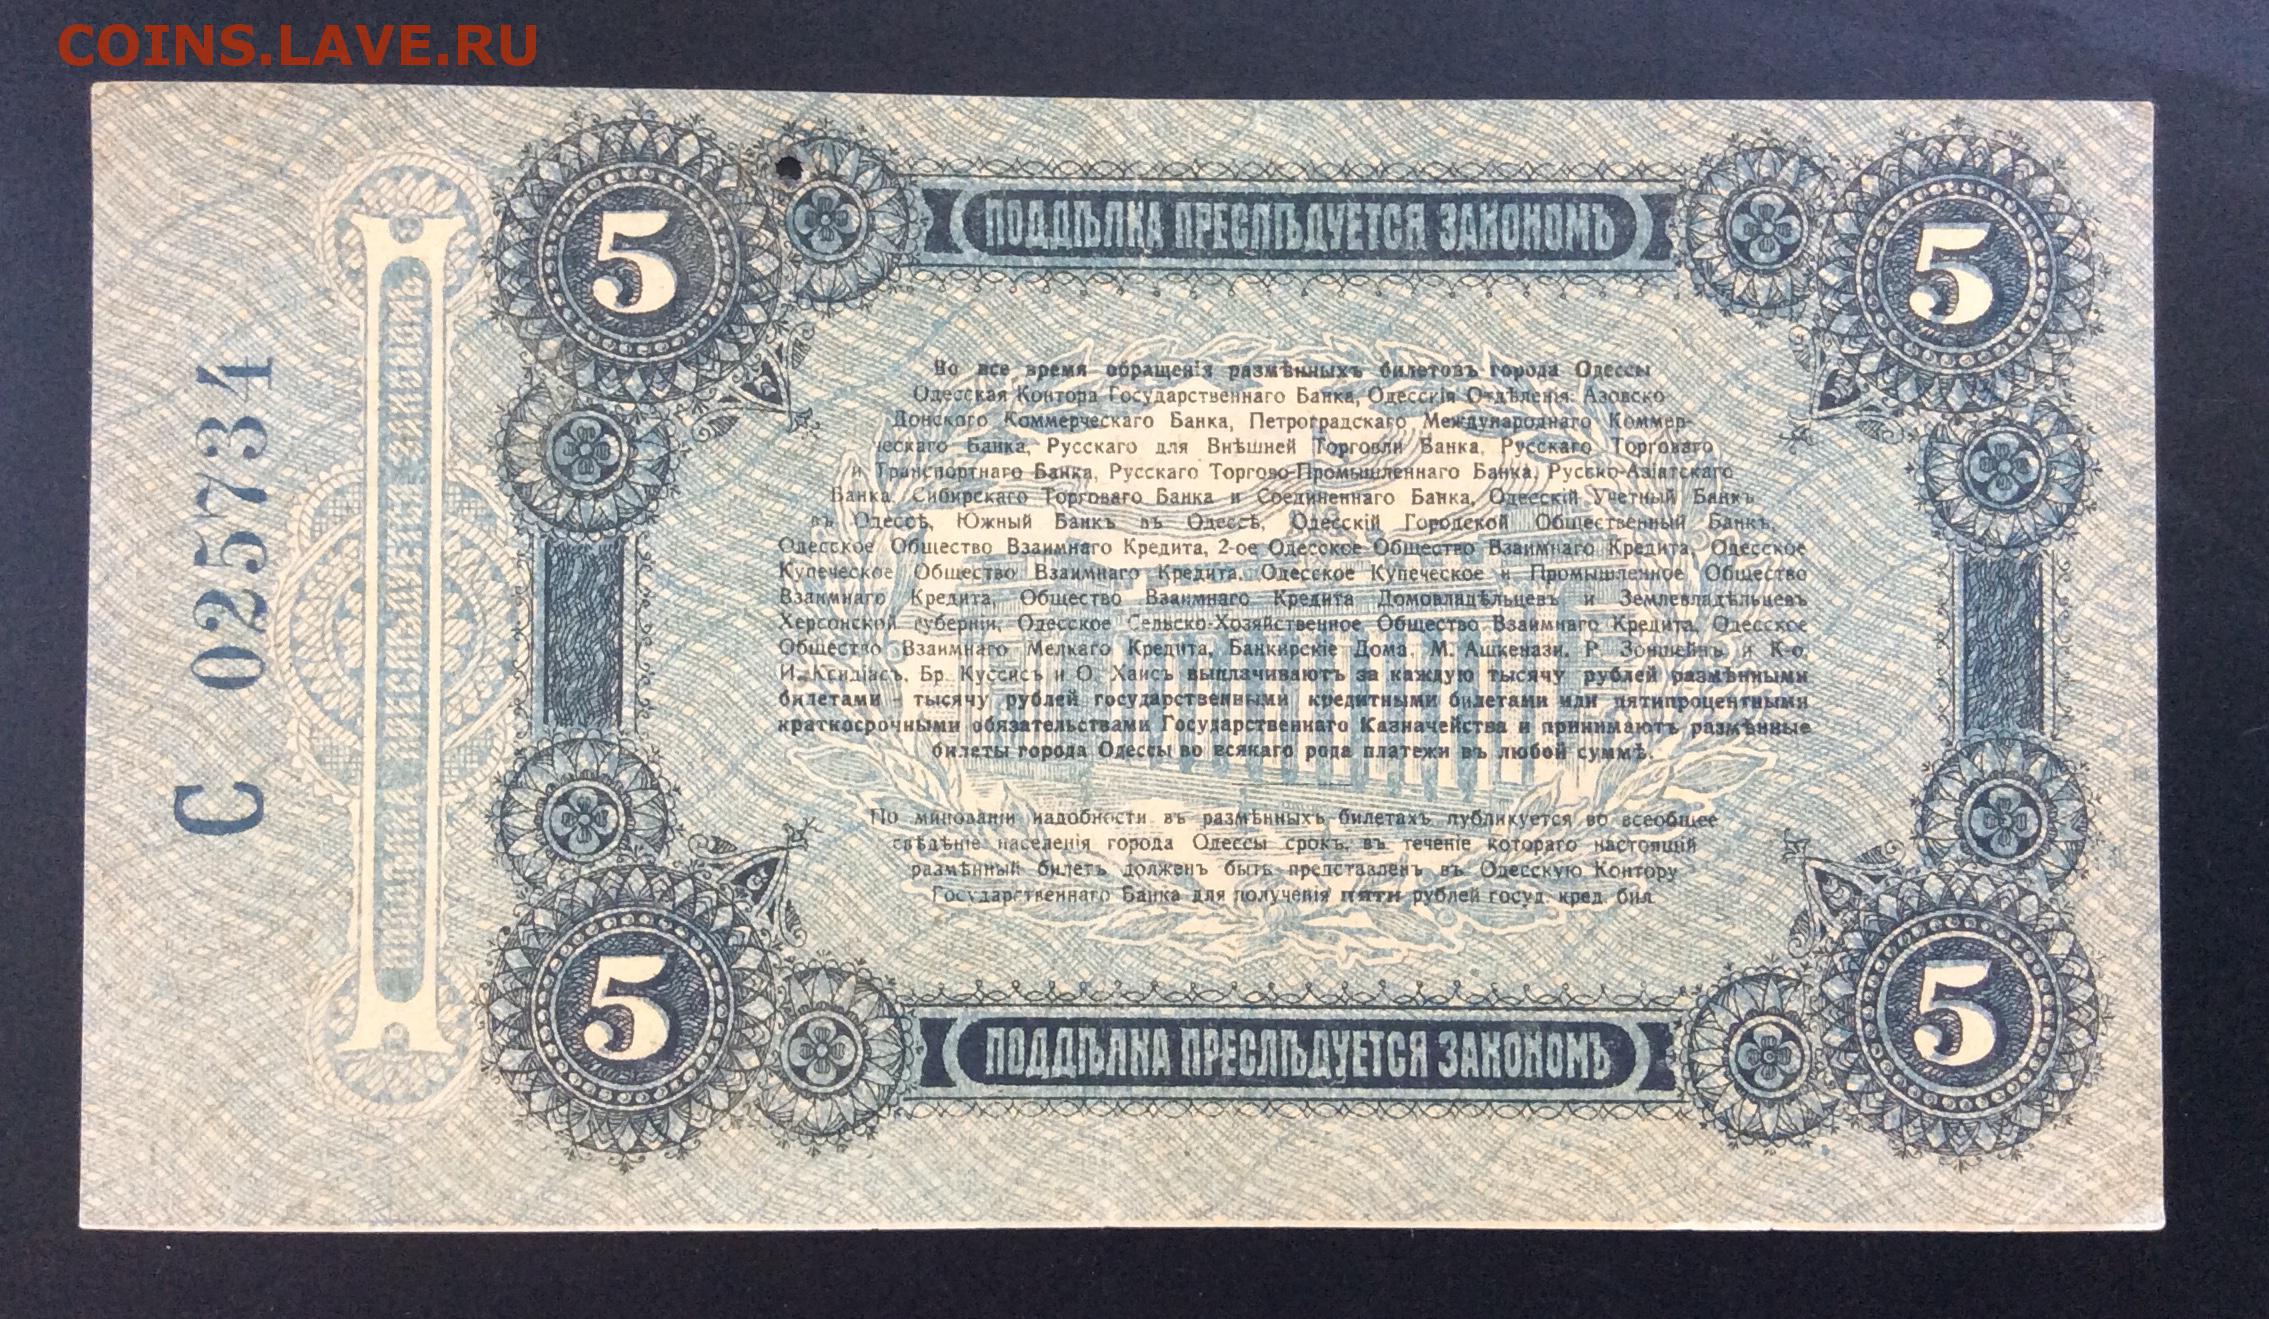 COINS.LAVE.RU
ПОДДѢЛКА ПРЕСЛѢДУЕТСЯ ЗАКОНОМЪ
5
5
С 025734
Во все время обращенія размѣнныхъ билетовъ города Одессы
Одесская Контора Государственнаго Банка, Одесскія Отдѣленія: Азовско-
Донского Коммерческаго Банка, Петроградскаго Международнаго Коммер-
ческаго Банка, Русскаго для Внѣшней Торговли Банка, Русскаго Торговаго
и Транспортнаго Банка, Русскаго Торгово-Промышленнаго Банка, Русско-Азіатскаго
Банка, Сибирскаго Торговаго Банка и Соединеннаго Банка, Одесскій Учетный Банкъ
въ Одессѣ, Южный Банкъ въ Одессѣ, Одесскій Городской Общественный Банкъ,
Одесское Общество Взаимнаго Кредита, 2-ое Одесское Общество Взаимнаго Кредита, Одесское
Купеческое Общество Взаимнаго Кредита, Одесское Купеческое и Промышленное Общество
Взаимнаго Кредита, Общество Взаимнаго Кредита Домовладѣльцевъ и Землевладѣльцевъ
Херсонской губерніи, Одесское Сельско-Хозяйственное Общество Взаимнаго Кредита, Одесское
Общество Взаимнаго Мелкаго Кредита, Банкирскіе Дома: М. Ашкенази, Р. Зонштейнъ и К-о,
И. Ксидіасъ, Бр. Куссисъ и О. Хаисъ выплачиваютъ за каждую тысячу рублей размѣнными
билетами - тысячу рублей государственными кредитными билетами или пятипроцентными
краткосрочными обязательствами Государственнаго Казначейства и принимаютъ размѣнные
билеты города Одессы во всякаго рода платежи въ любой суммѣ.
По минованіи надобности въ размѣнныхъ билетахъ публикуется во всеобщее
свѣдѣніе населенія города Одессы срокъ, въ теченіе котораго настоящій
размѣнный билетъ долженъ быть представленъ въ Одесскую Контору
Государственнаго Банка для полученія пяти рублей госуд. кред. бил.
5
5
ПОДДѢЛКА ПРЕСЛѢДУЕТСЯ ЗАКОНОМЪ